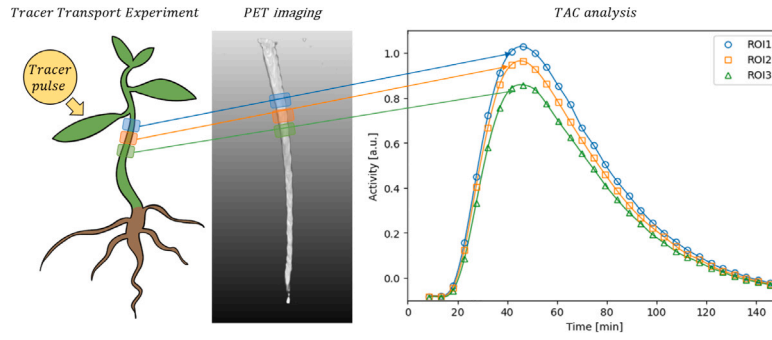 Tracer Transport Experiment
PET imaging
TAC analysis
Tracer
pulse
ROI1
ROI2
ROI3
Activity [a.u.]
1.0
0.8
0.6
0.4
0.2
0.0
0 20 40 60 80 100 120 140
Time [min]